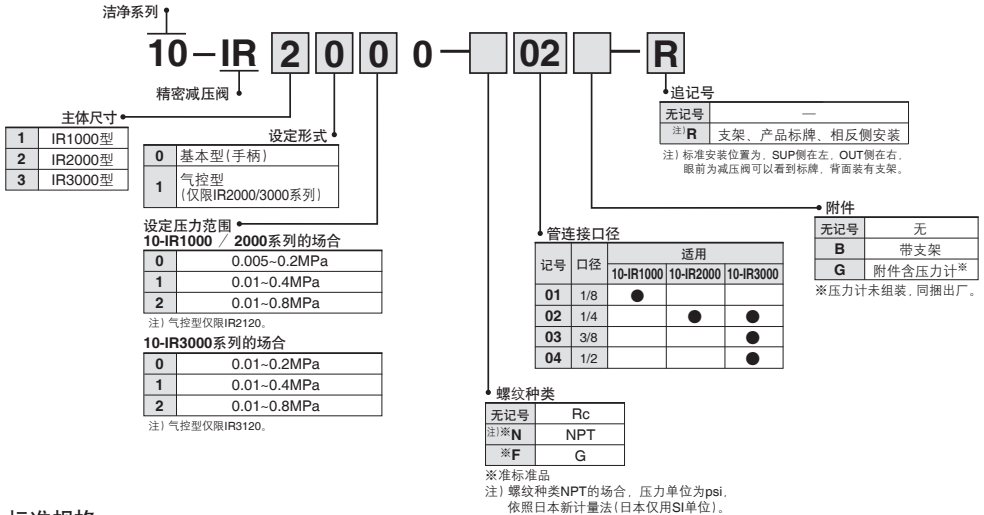 洁净系列
10-IR 2 0 0 0 - 02 - R
精密减压阀
主体尺寸
1 IR1000型
2 IR2000型
3 IR3000型
设定形式
0 基本型(手柄)
1 气控型
(仅限IR2000/3000系列)
设定压力范围
10-IR1000 / 2000系列的场合
0 0.005~0.2MPa
1 0.01~0.4MPa
2 0.01~0.8MPa
注) 气控型仅限IR2120。
10-IR3000系列的场合
0 0.01~0.2MPa
1 0.01~0.4MPa
2 0.01~0.8MPa
注) 气控型仅限IR3120。
追记号
无记号 —
注)R 支架、产品标牌、相反侧安装
注) 标准安装位置为, SUP侧在左, OUT侧在右,
眼前为减压阀可以看到标牌, 背面装有支架。
附件
无记号 无
B 带支架
G 附件含压力计※
※压力计未组装, 同捆出厂。
管连接口径
记号 口径 适用
10-IR1000 10-IR2000 10-IR3000
01 1/8 ●
02 1/4 ● ●
03 3/8 ●
04 1/2 ●
螺纹种类
无记号 Rc
注)※N NPT
※F G
※准标准品
注) 螺纹种类NPT的场合, 压力单位为psi,
依照日本新计量法(日本仅用SI单位)。